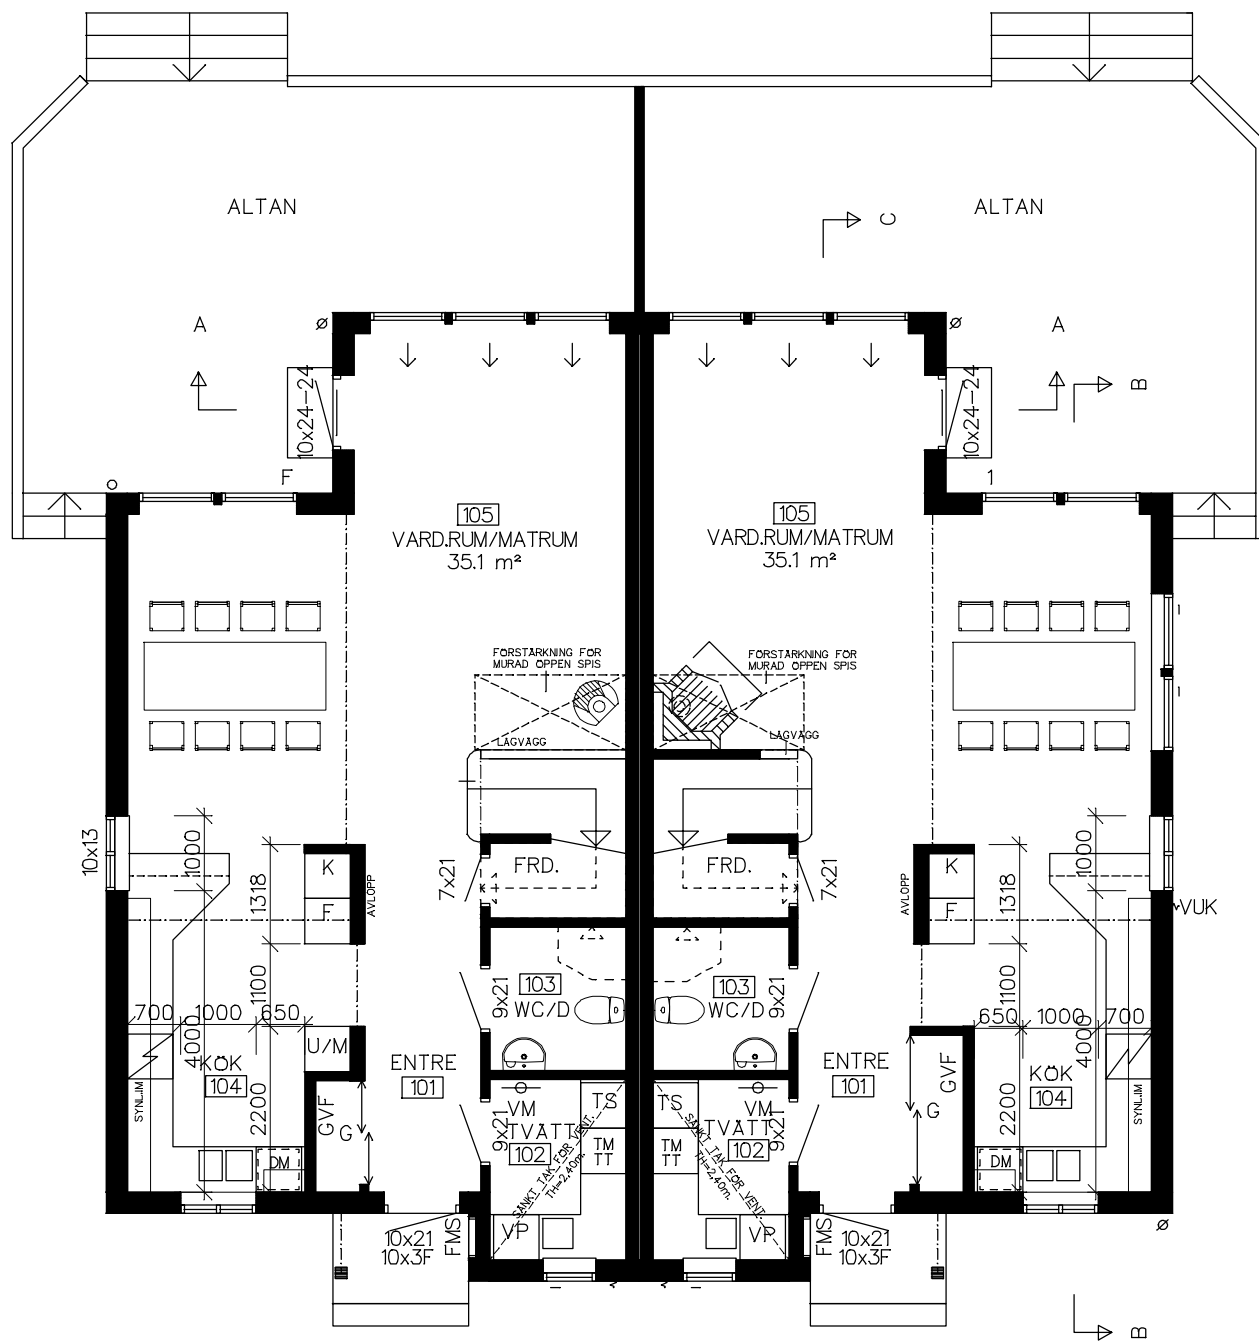 ALTAN
ALTAN
C
A
A
B
10x24-24
10x24-24
F
1
105
VARD.RUM/MATRUM
35.1 m²
105
VARD.RUM/MATRUM
35.1 m²
FÖRSTÄRKNING FÖR
MURAD ÖPPEN SPIS
FÖRSTÄRKNING FÖR
MURAD ÖPPEN SPIS
LÅGVÄGG
LÅGVÄGG
10x13
1000
1318
K
F
AVLOPP
7x21
FRD.
FRD.
7x21
AVLOPP
K
F
1318
1000
VUK
1100
700
1000
650
4000
9x21
103
WC/D
103
WC/D
9x21
1100
650
1000
700
4000
KÖK
104
U/M
ENTRE
101
ENTRE
101
GVF
KÖK
104
SYNL.IM
2200
GVF
G
VM
TS
TS
VM
G
2200
SYNL.IM
9x21
TVÄTT
102
TM
TT
TM
TT
TVÄTT
102
9x21
DM
DM
SÄNKT TAK FÖR VENT.
TH=2,40m.
SÄNKT TAK FÖR VENT.
TH=2,40m.
10x21
10x3F
FMS
VP
VP
FMS
10x21
10x3F
B